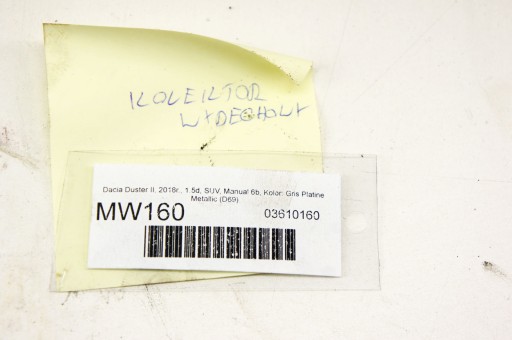 KOLEKTOR
WYDECHOWY
Dacia Duster II, 2018r., 1.5d, SUV, Manual 6b, Kolor: Gris Platine
Metallic (D69)
MW160
03610160